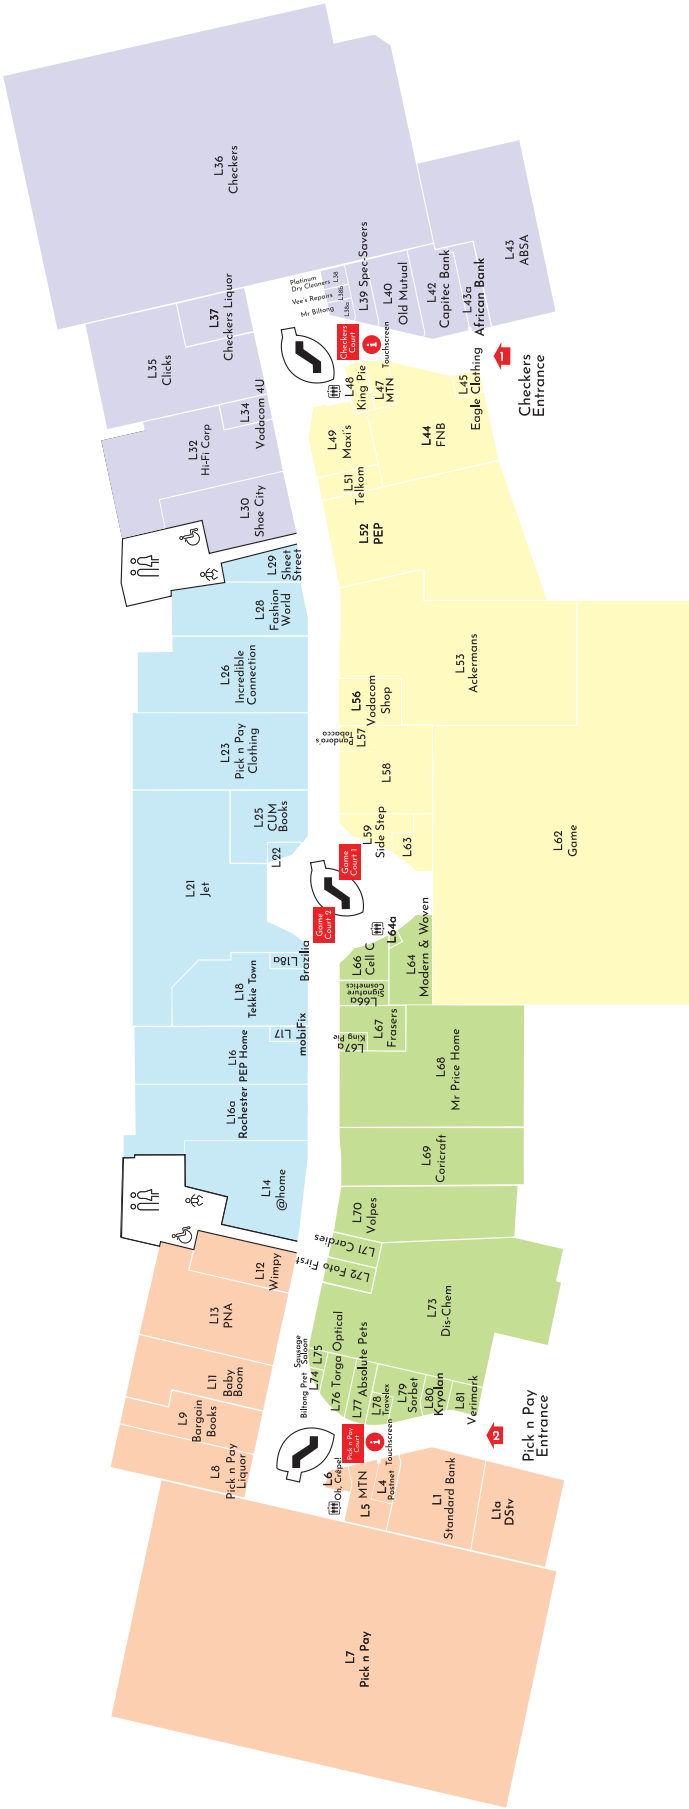 L36
Checkers
L43
ABSA
Platinum
Dry Cleaners
L38
Vee's Repairs
L38b
Mr Biltong
L38a
L39 Spec-Savers
L40
Old Mutual
L42
Capitec Bank
L43a
African Bank
L37
Checkers Liquor
L35
Clicks
Checkers
Court
i
Touchscreen
1
Checkers
Entrance
L48
King Pie
L47
MTN
L45
Eagle Clothing
L34
Vodacom 4U
L32
Hi-Fi Corp
L49
Maxi's
L44
FNB
L30
Shoe City
L51
Telkom
L52
PEP
L29
Sheet
Street
L28
Fashion
World
L26
Incredible
Connection
L53
Ackermans
L56
Vodacom
Shop
L23
Pick n Pay
Clothing
L57
Pandora's
Tobacco
L58
L25
CUM
Books
L22
L59
Side Step
L63
L62
Game
L21
Jet
Game
Court 1
Game
Court 2
L64a
L64
Modern & Woven
L66
Cell C
L18a
Brazilia
L18
Tekkie Town
L66a
Signature
Cosmetics
L17
mobiFix
L67
Frasers
L67a
King Pie
L16
PEP Home
L68
Mr Price Home
L16a
Rochester
L69
Coricraft
L14
@home
L70
Volpes
L71 Cardies
L72 Foto First
L12
Wimpy
L13
PNA
L73
Dis-Chem
Sausage
Saloon
L75
Biltong Pret
L74
L76 Torga Optical
L77 Absolute Pets
L78
Travelex
L79
Sorbet
L80
Kryolan
L81
Verimark
L11
Baby
Boom
L9
Bargain
Books
L8
Pick n Pay
Liquor
Pick n Pay
Court
i
Touchscreen
2
Pick n Pay
Entrance
L6
Oh, Crêpe!
L5 MTN
L4
Postnet
L1
Standard Bank
L1a
DStv
L7
Pick n Pay